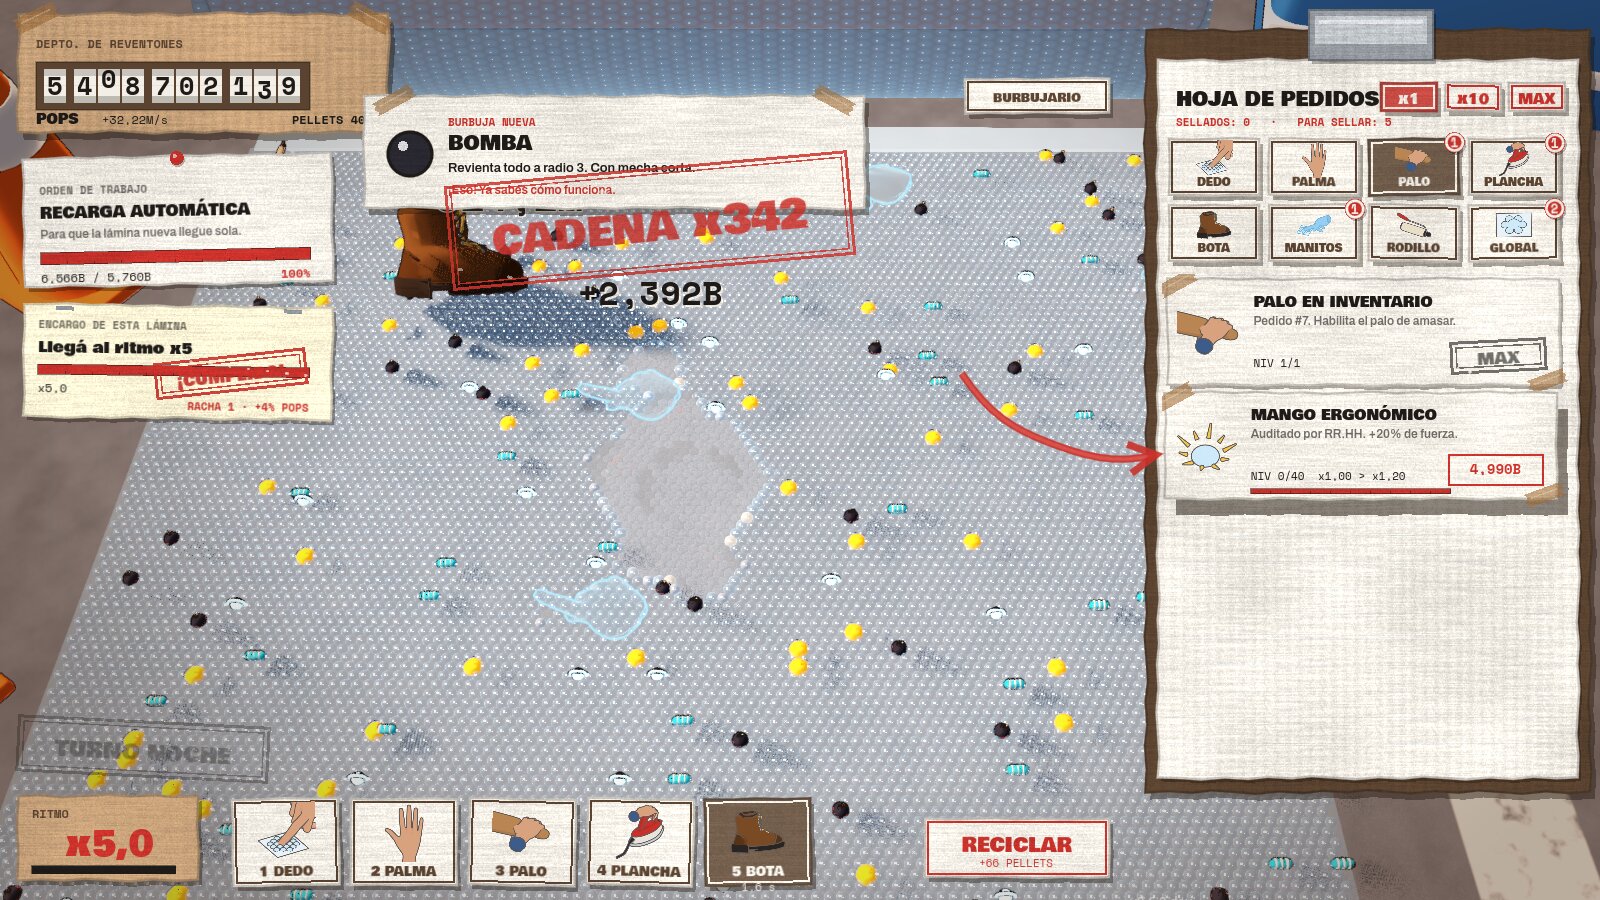 DEPTO. DE REVENTONES
5408702139
POPS +32,22M/s PELLETS 40
ORDEN DE TRABAJO
RECARGA AUTOMÁTICA
Para que la lámina nueva llegue sola.
6,566B / 5,760B 100%
ENCARGO DE ESTA LÁMINA
Llegá al ritmo x5
x5,0
RACHA 1 · +4% POPS
BURBUJA NUEVA
BOMBA
Revienta todo a radio 3. Con mecha corta.
¡Eso! Ya sabés cómo funciona.
CADENA x342
+2,392B
BURBUJARIO
HOJA DE PEDIDOS
x1
x10
MAX
SELLADOS: 0 · PARA SELLAR: 5
DEDO
PALMA
PALO
1
PLANCHA
1
BOTA
MANITOS
1
RODILLO
GLOBAL
2
PALO EN INVENTARIO
Pedido #7. Habilita el palo de amasar.
NIV 1/1
MAX
MANGO ERGONÓMICO
Auditado por RR.HH. +20% de fuerza.
NIV 0/40 x1,00 > x1,20
4,990B
TURNO NOCHE
RITMO
x5,0
1 DEDO
2 PALMA
3 PALO
4 PLANCHA
5 BOTA
RECICLAR
+66 PELLETS